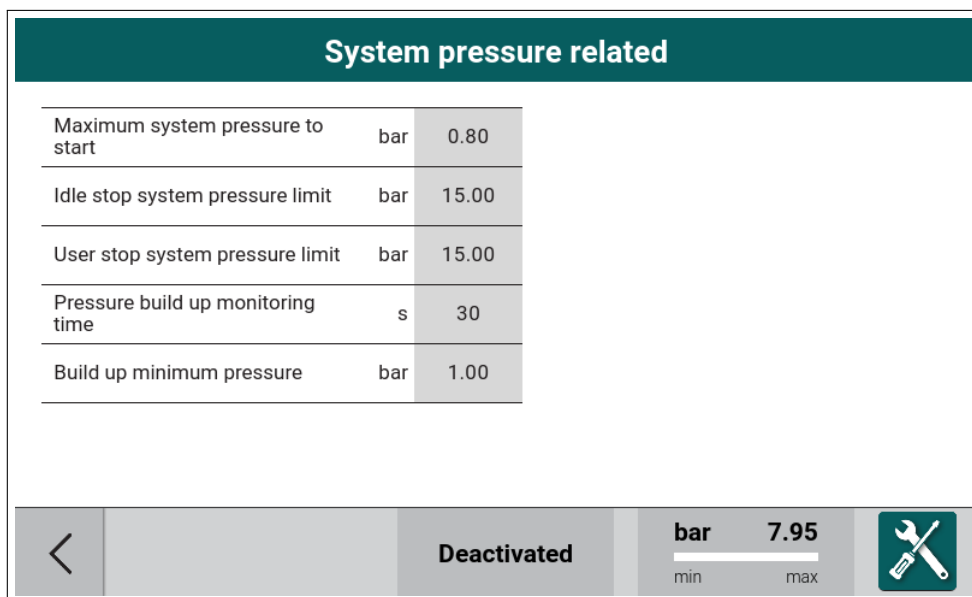 System pressure related
Maximum system pressure to
start
bar
0.80
Idle stop system pressure limit
bar
15.00
User stop system pressure limit
bar
15.00
Pressure build up monitoring
time
s
30
Build up minimum pressure
bar
1.00
Deactivated
bar
7.95
min
max